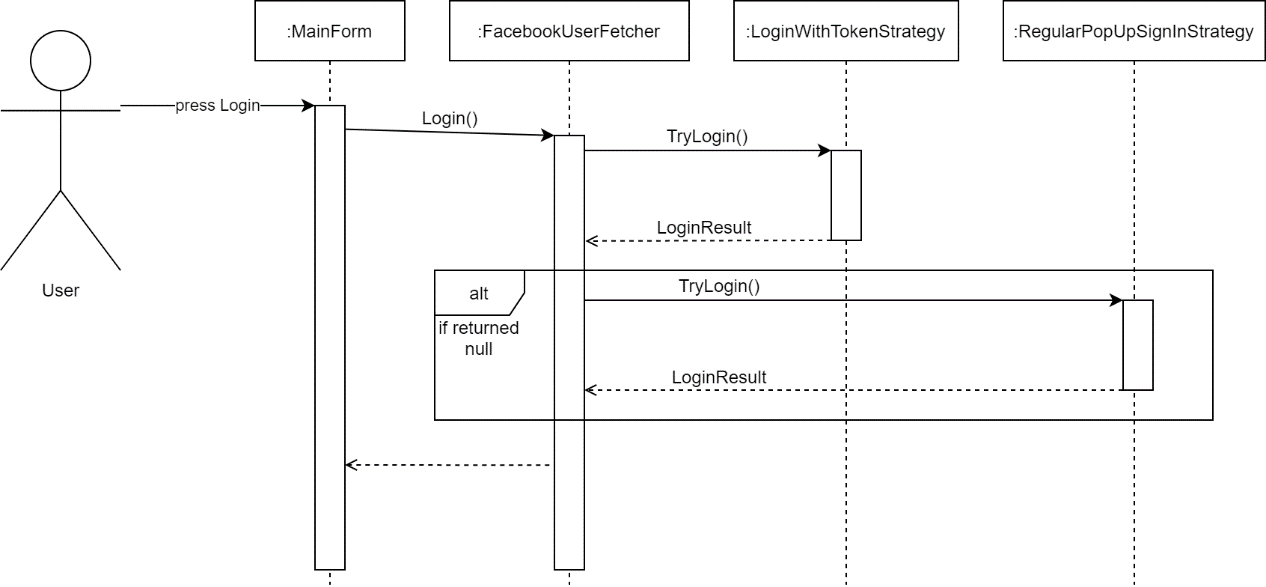 :MainForm
:FacebookUserFetcher
:LoginWithTokenStrategy
:RegularPopUpSignInStrategy
press Login
Login()
TryLogin()
LoginResult
User
alt
TryLogin()
if returned
null
LoginResult